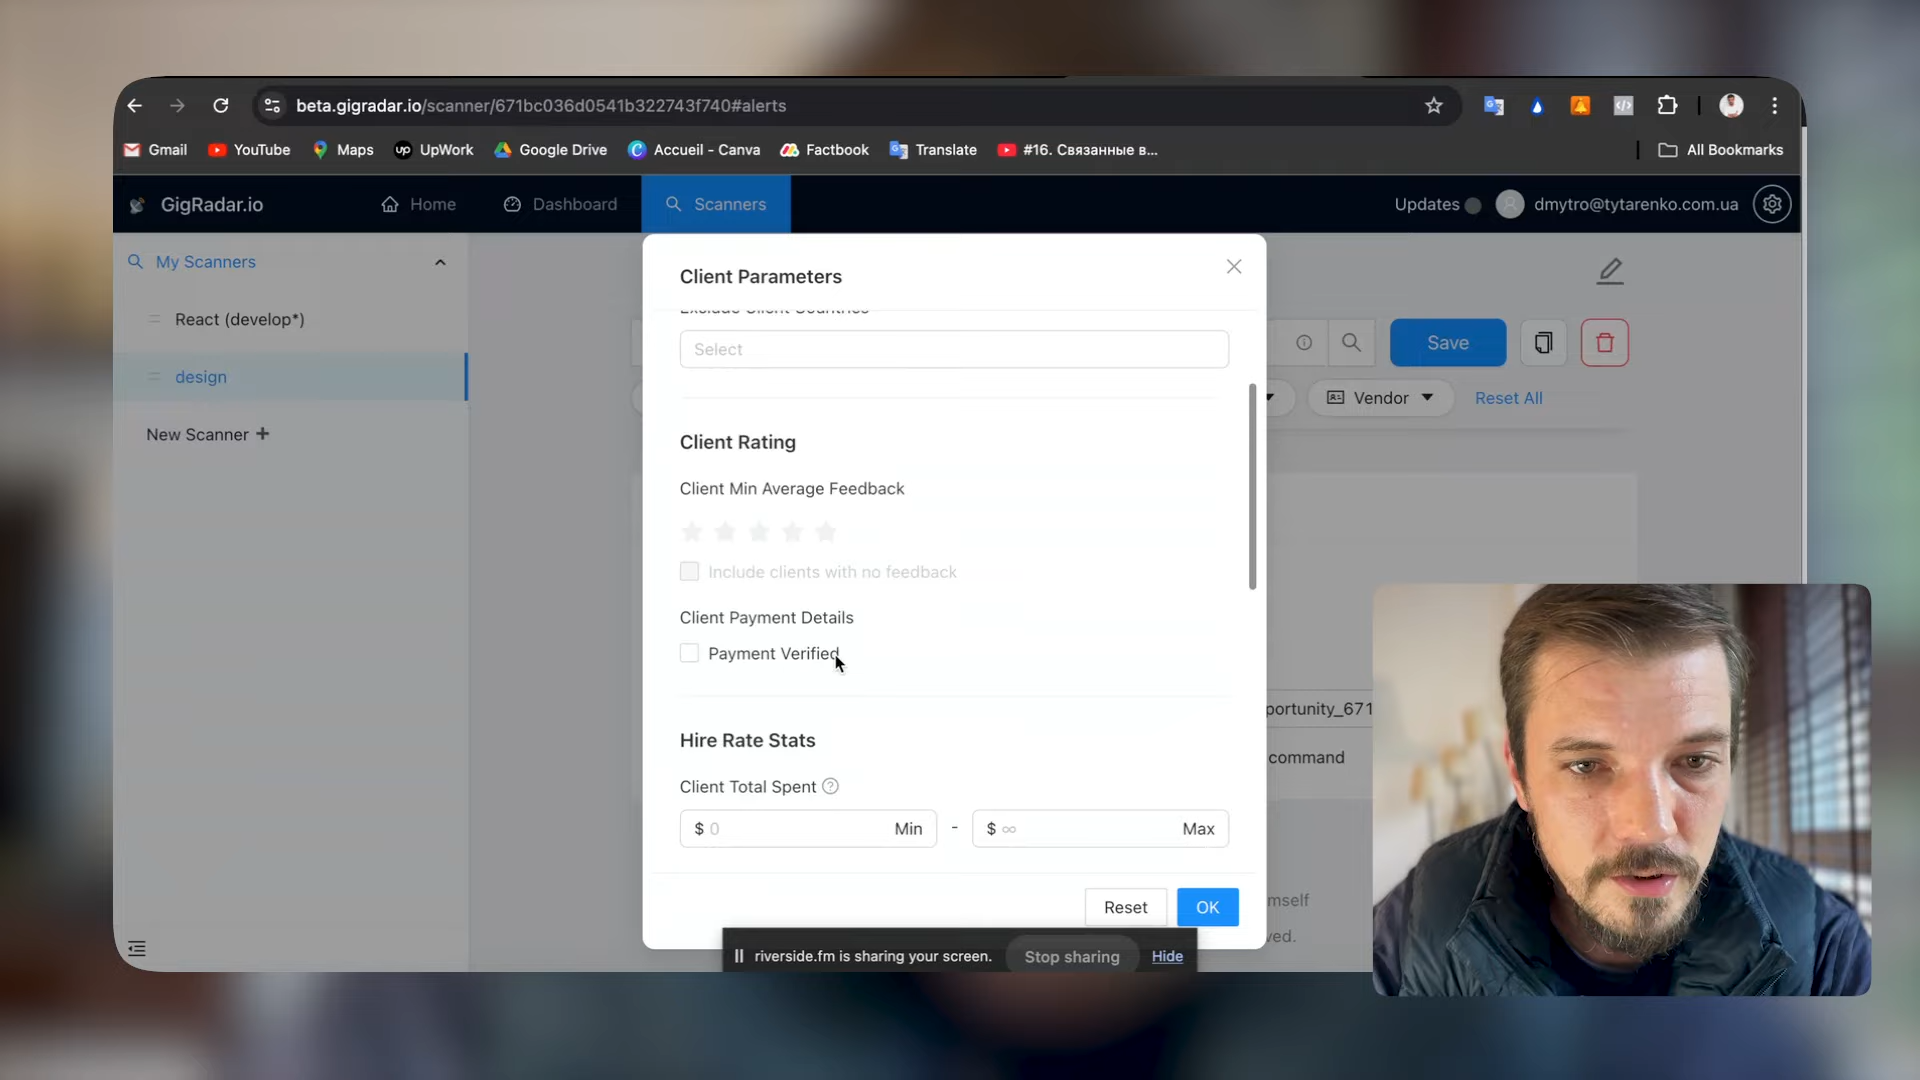 beta.gigradar.io/scanner/671bc036d0541b322743f740#alerts
Gmail
YouTube
Maps
up UpWork
Google Drive
Accueil - Canva
Factbook
Translate
#16. Связанные в...
All Bookmarks
GigRadar.io
Home
Dashboard
Scanners
Updates
dmytro@tytarenko.com.ua
My Scanners
React (develop*)
design
New Scanner +
Save
Vendor
Reset All
portunity_671
command
mself
ved.
Client Parameters
Exclude Client Countries
Select
Client Rating
Client Min Average Feedback
Include clients with no feedback
Client Payment Details
Payment Verified
Hire Rate Stats
Client Total Spent
$ 0 Min - $ ∞ Max
Reset
OK
riverside.fm is sharing your screen.
Stop sharing
Hide